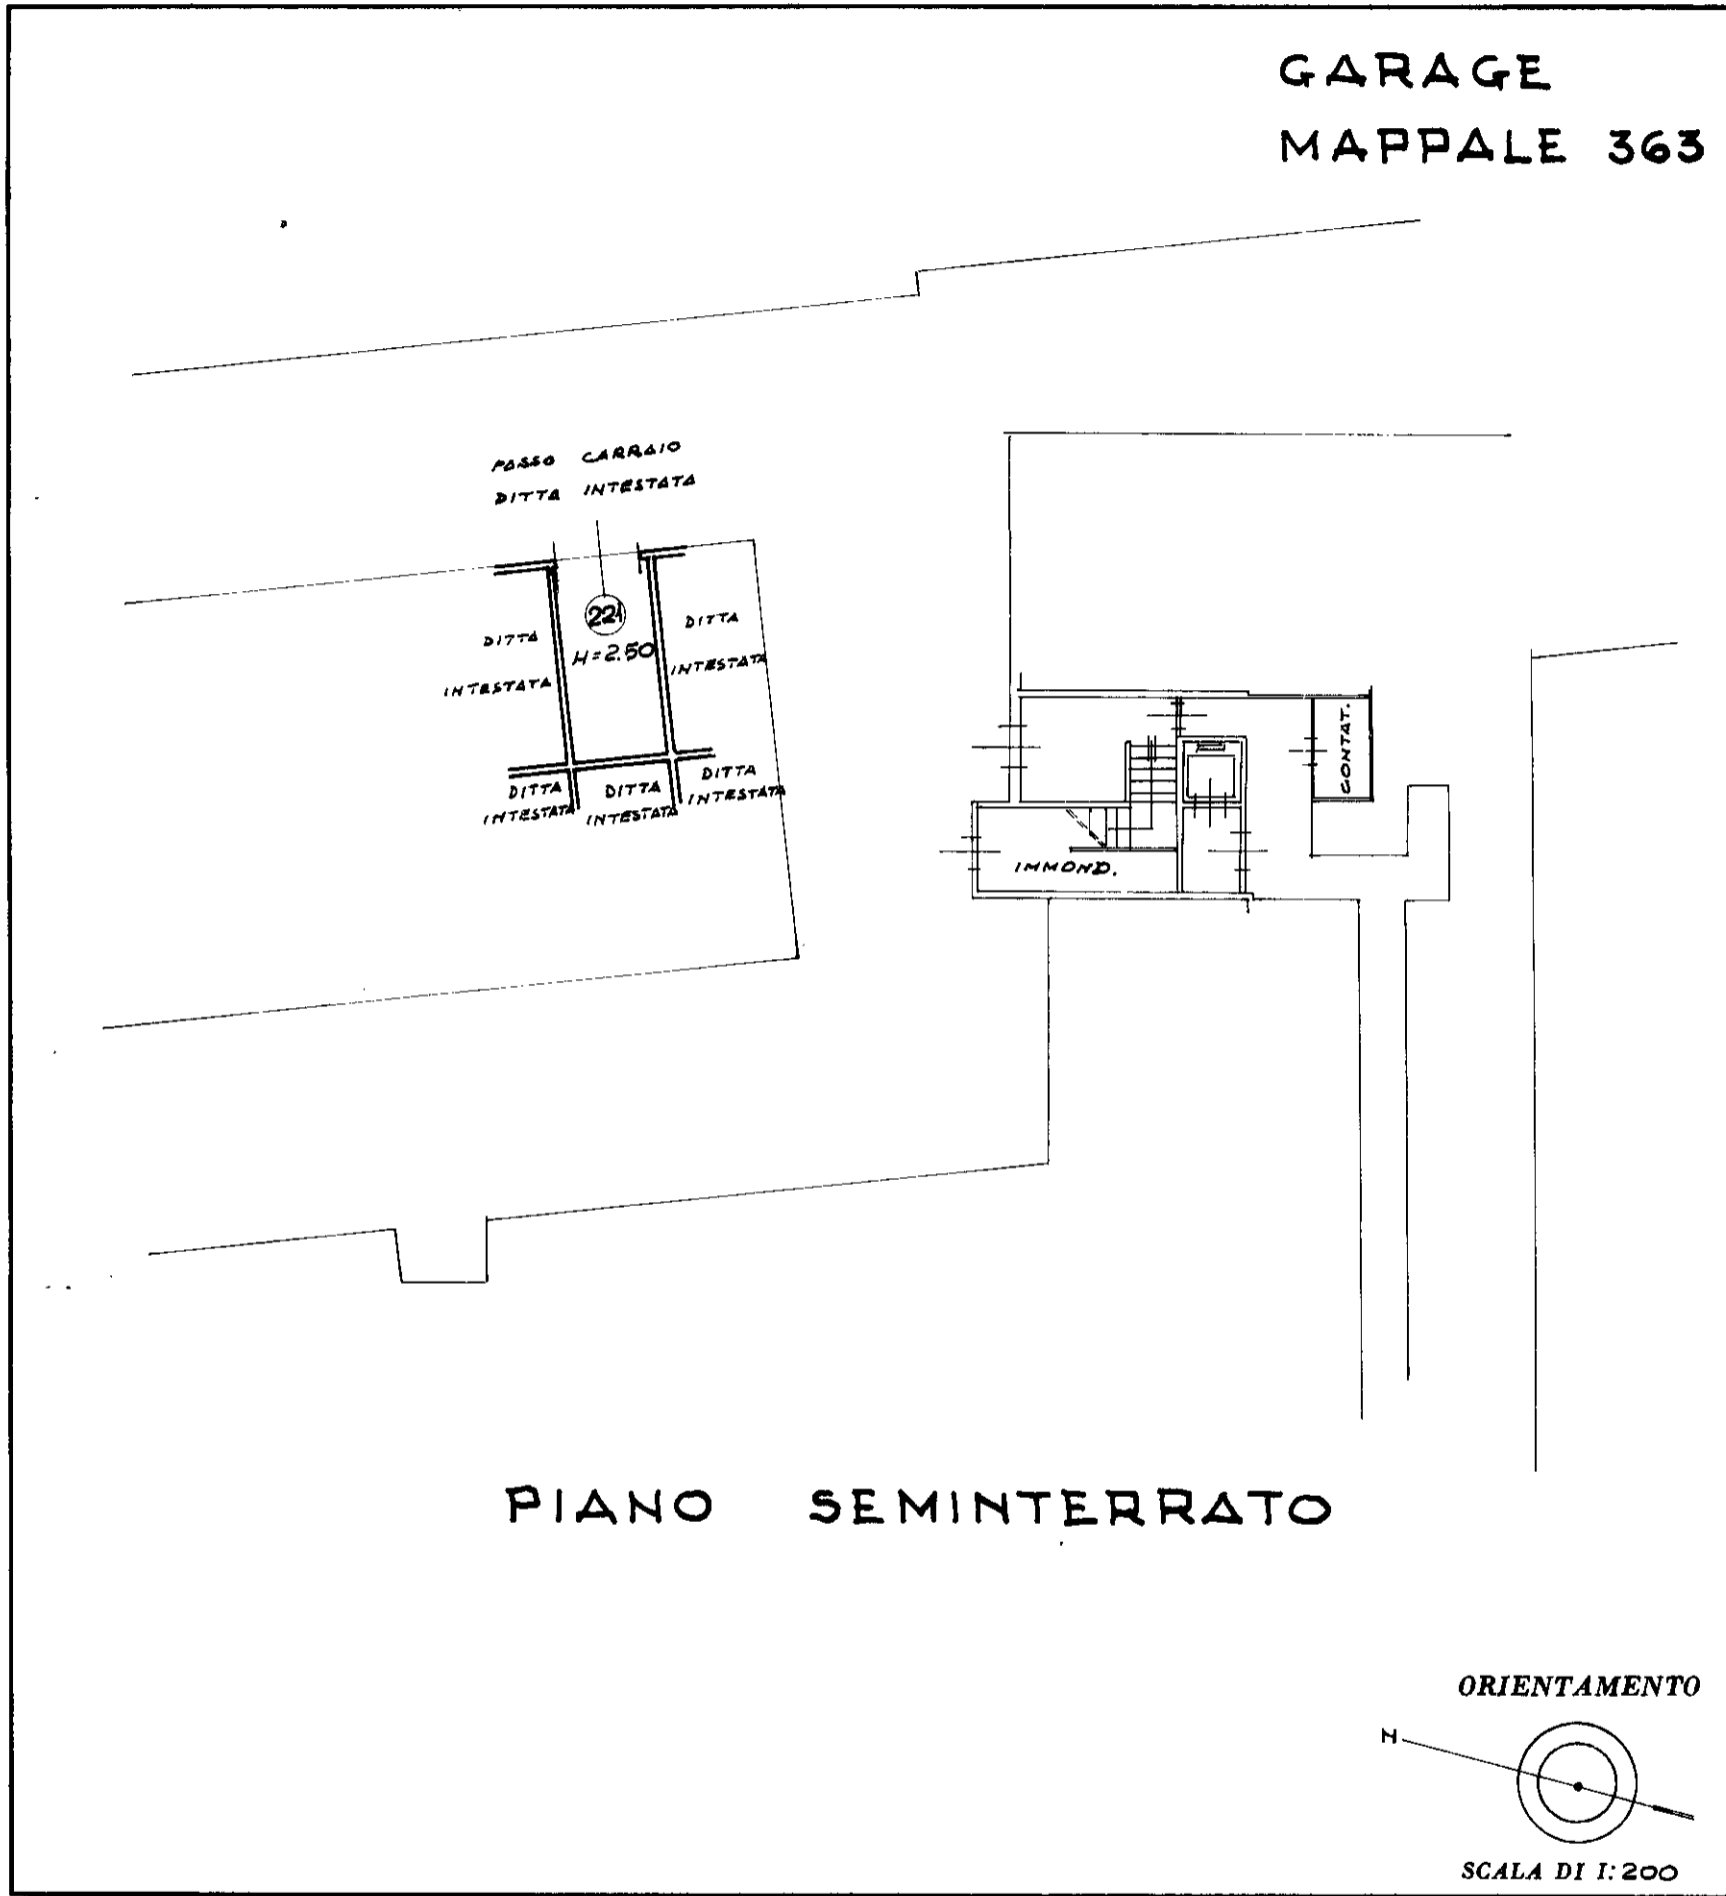 GARAGE
MAPPALE 363
PASSO CARRAIO
DITTA INTESTATA
221
H=2.50
DITTA
INTESTATA
DITTA
INTESTATA
DITTA
INTESTATA
DITTA
INTESTATA
DITTA
INTESTATA
CONTAT.
IMMOND.
PIANO SEMINTERRATO
ORIENTAMENTO
N
SCALA DI 1:200